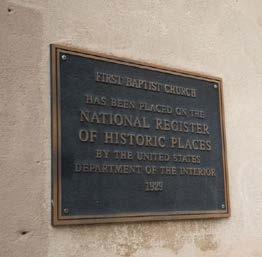 FIRST BAPTIST CHURCH
HAS BEEN PLACED ON THE
NATIONAL REGISTER
OF HISTORIC PLACES
BY THE UNITED STATES
DEPARTMENT OF THE INTERIOR
1929